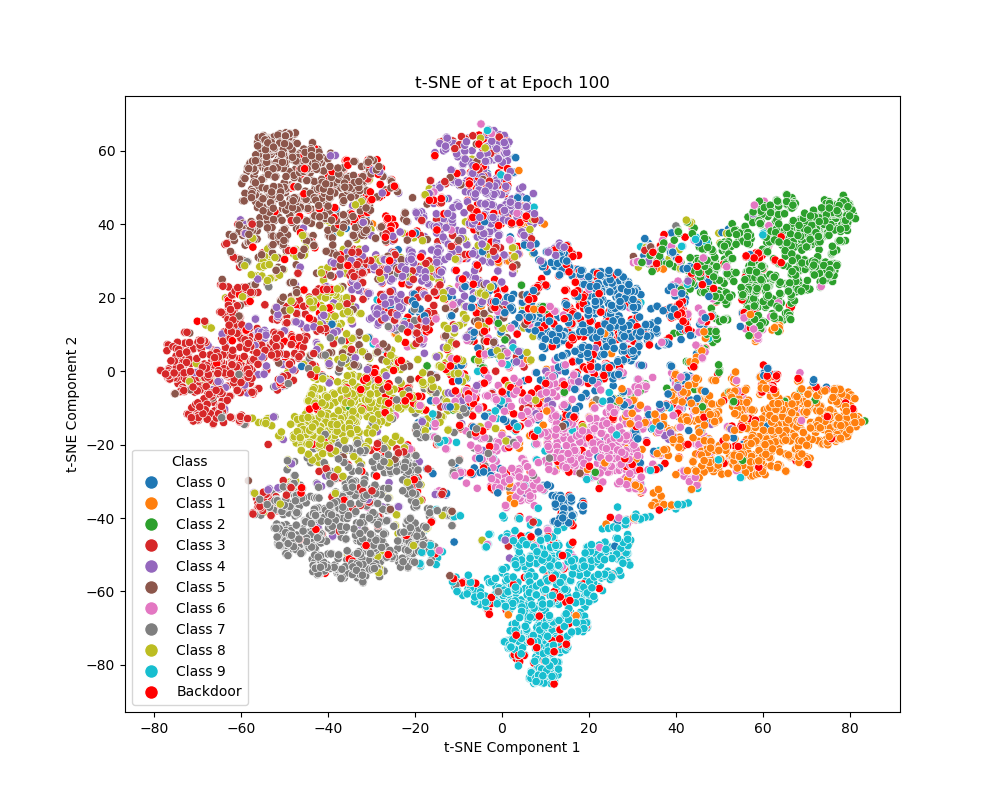 t-SNE of t at Epoch 100
t-SNE Component 2
60
40
20
0
−20
−40
−60
−80
Class
Class 0
Class 1
Class 2
Class 3
Class 4
Class 5
Class 6
Class 7
Class 8
Class 9
Backdoor
−80 −60 −40 −20 0 20 40 60 80
t-SNE Component 1